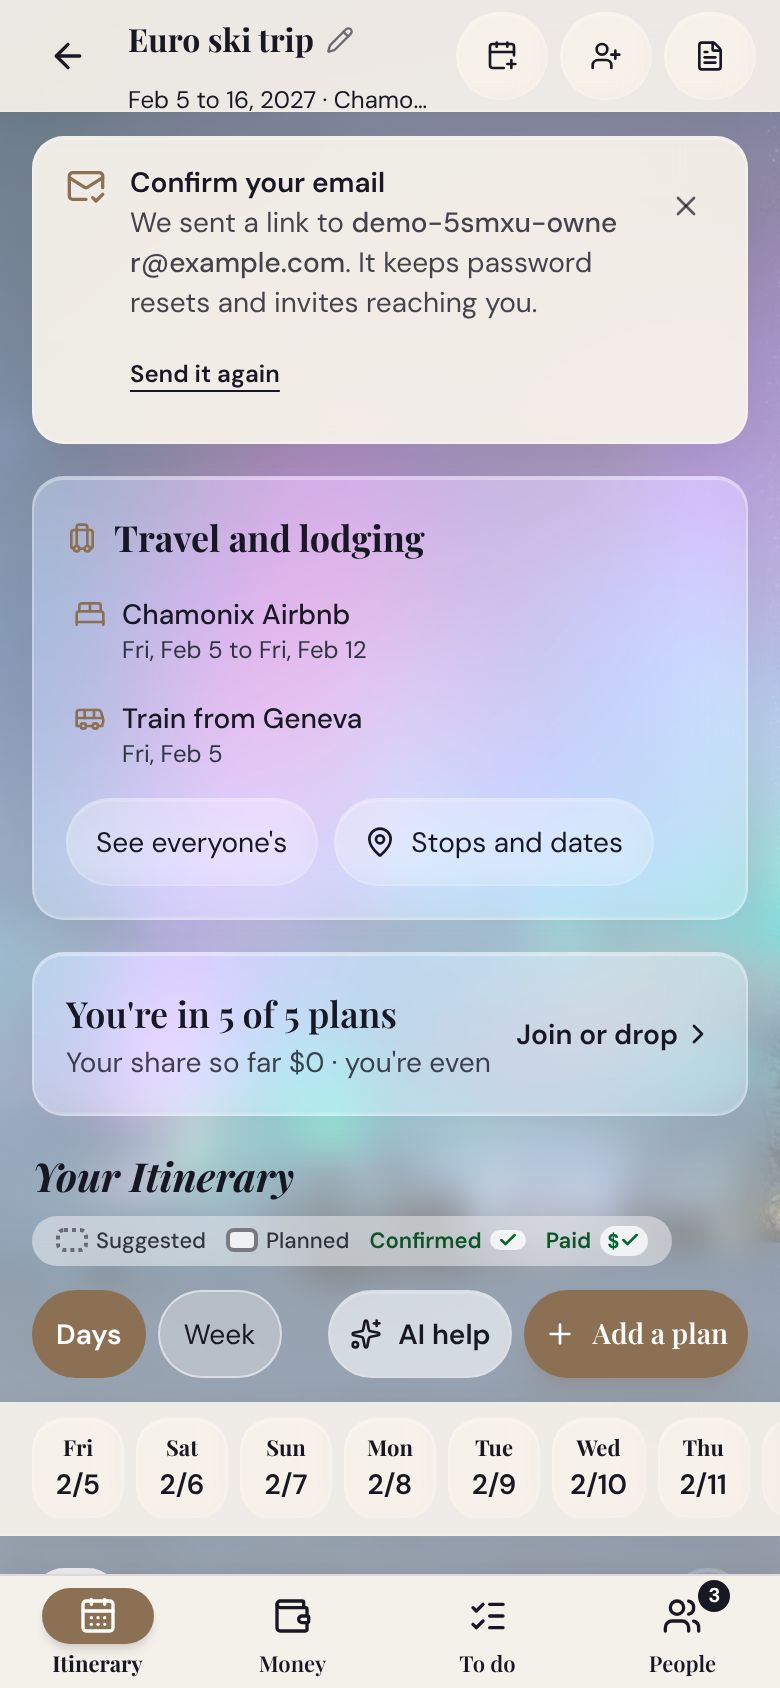 Euro ski trip
Feb 5 to 16, 2027 · Chamo...
Confirm your email
We sent a link to demo-5smxu-owne
r@example.com. It keeps password
resets and invites reaching you.
Send it again
Travel and lodging
Chamonix Airbnb
Fri, Feb 5 to Fri, Feb 12
Train from Geneva
Fri, Feb 5
See everyone's
Stops and dates
You're in 5 of 5 plans
Your share so far $0 · you're even
Join or drop
Your Itinerary
Suggested Planned Confirmed Paid $
Days Week AI help Add a plan
Fri Sat Sun Mon Tue Wed Thu
2/5 2/6 2/7 2/8 2/9 2/10 2/11
3
Itinerary Money To do People